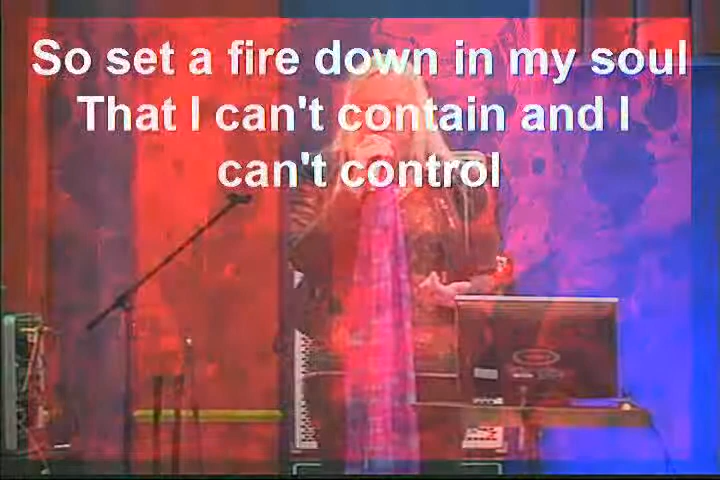 So set a fire down in my soul
That I can't contain and I
can't control